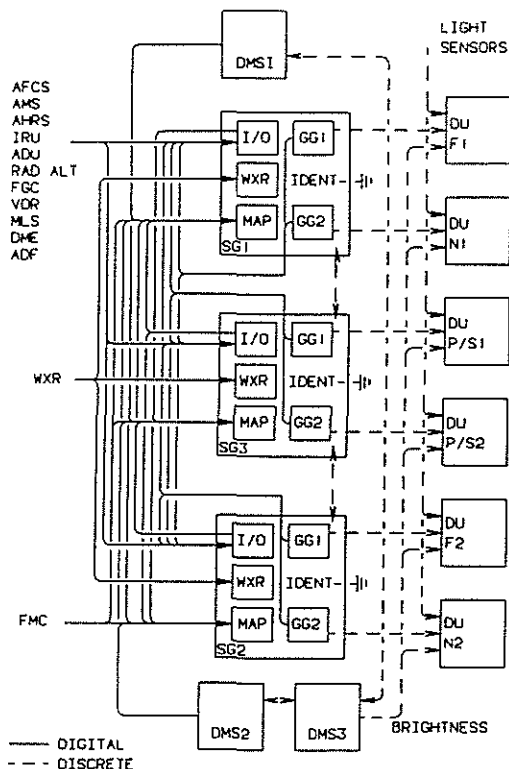 LIGHT
SENSORS
DMS1
AFCS
AMS
AHRS
IRU
ADU
RAD ALT
FGC
VDR
MLS
DME
ADF
I/O
GG1
WXR
IDENT
MAP
GG2
SG1
DU
F1
DU
N1
I/O
GG1
WXR
IDENT
MAP
GG2
SG3
DU
P/S1
DU
P/S2
WXR
I/O
GG1
WXR
IDENT
MAP
GG2
SG2
DU
F2
DU
N2
FMC
DMS2
DMS3
BRIGHTNESS
DIGITAL
DISCRETE